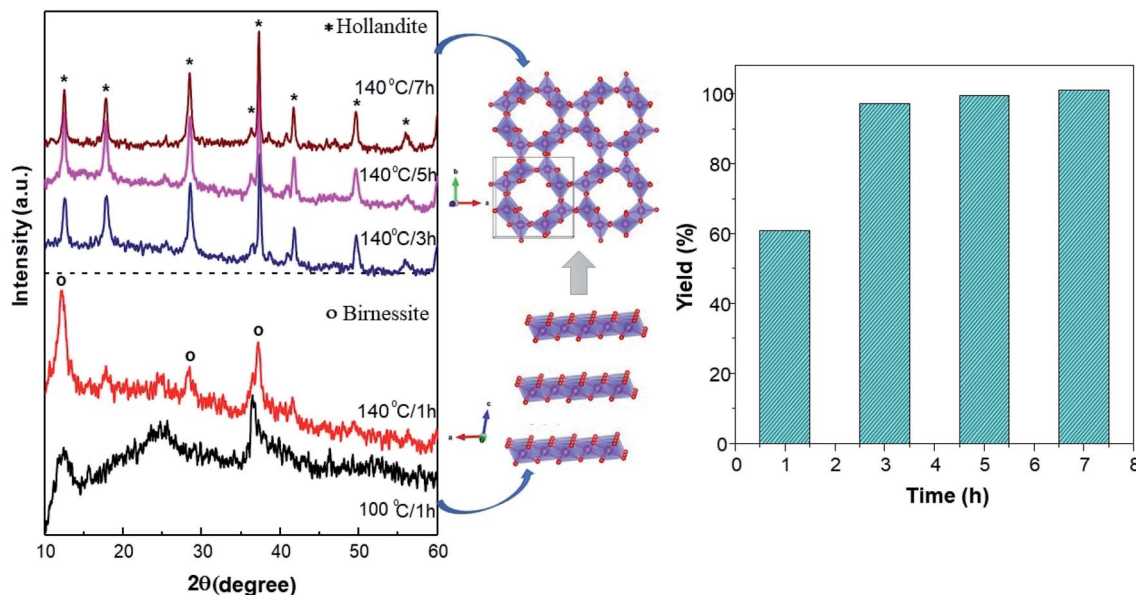 * Hollandite
*
*
*
*
*
*
*
*
140 °C/7h
140 °C/5h
140 °C/3h
o Birnessite
o
o
o
140 °C/1h
100 °C/1h
Intensity (a.u.)
10 20 30 40 50 60
2θ(degree)
b
a
c
a
Yield (%)
100
80
60
40
20
0
0 1 2 3 4 5 6 7 8
Time (h)